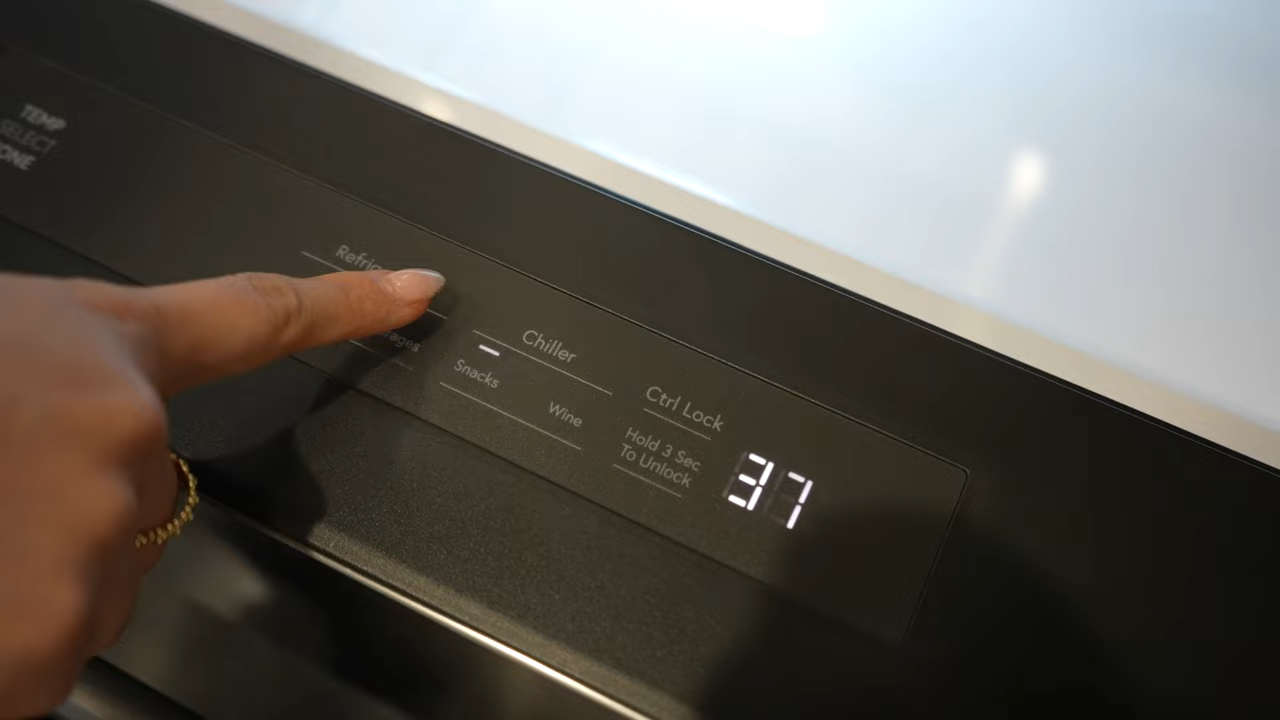 TEMP
SELECT
ZONE
Chiller
Snacks
Wine
Ctrl Lock
Hold 3 Sec
To Unlock
37